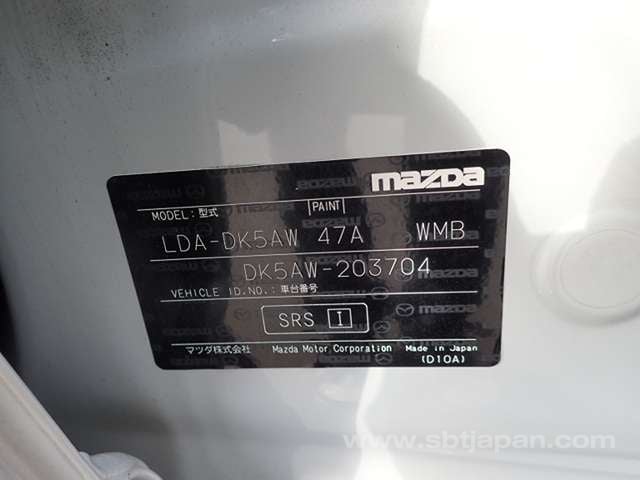 mazda
MODEL: 型式 PAINT
LDA-DK5AW 47A WMB
DK5AW-203704
VEHICLE ID.NO.: 車台番号
SRS I
mazda
マツダ株式会社 Mazda Motor Corporation Made in Japan
(D10A)
www.sbtjapan.com